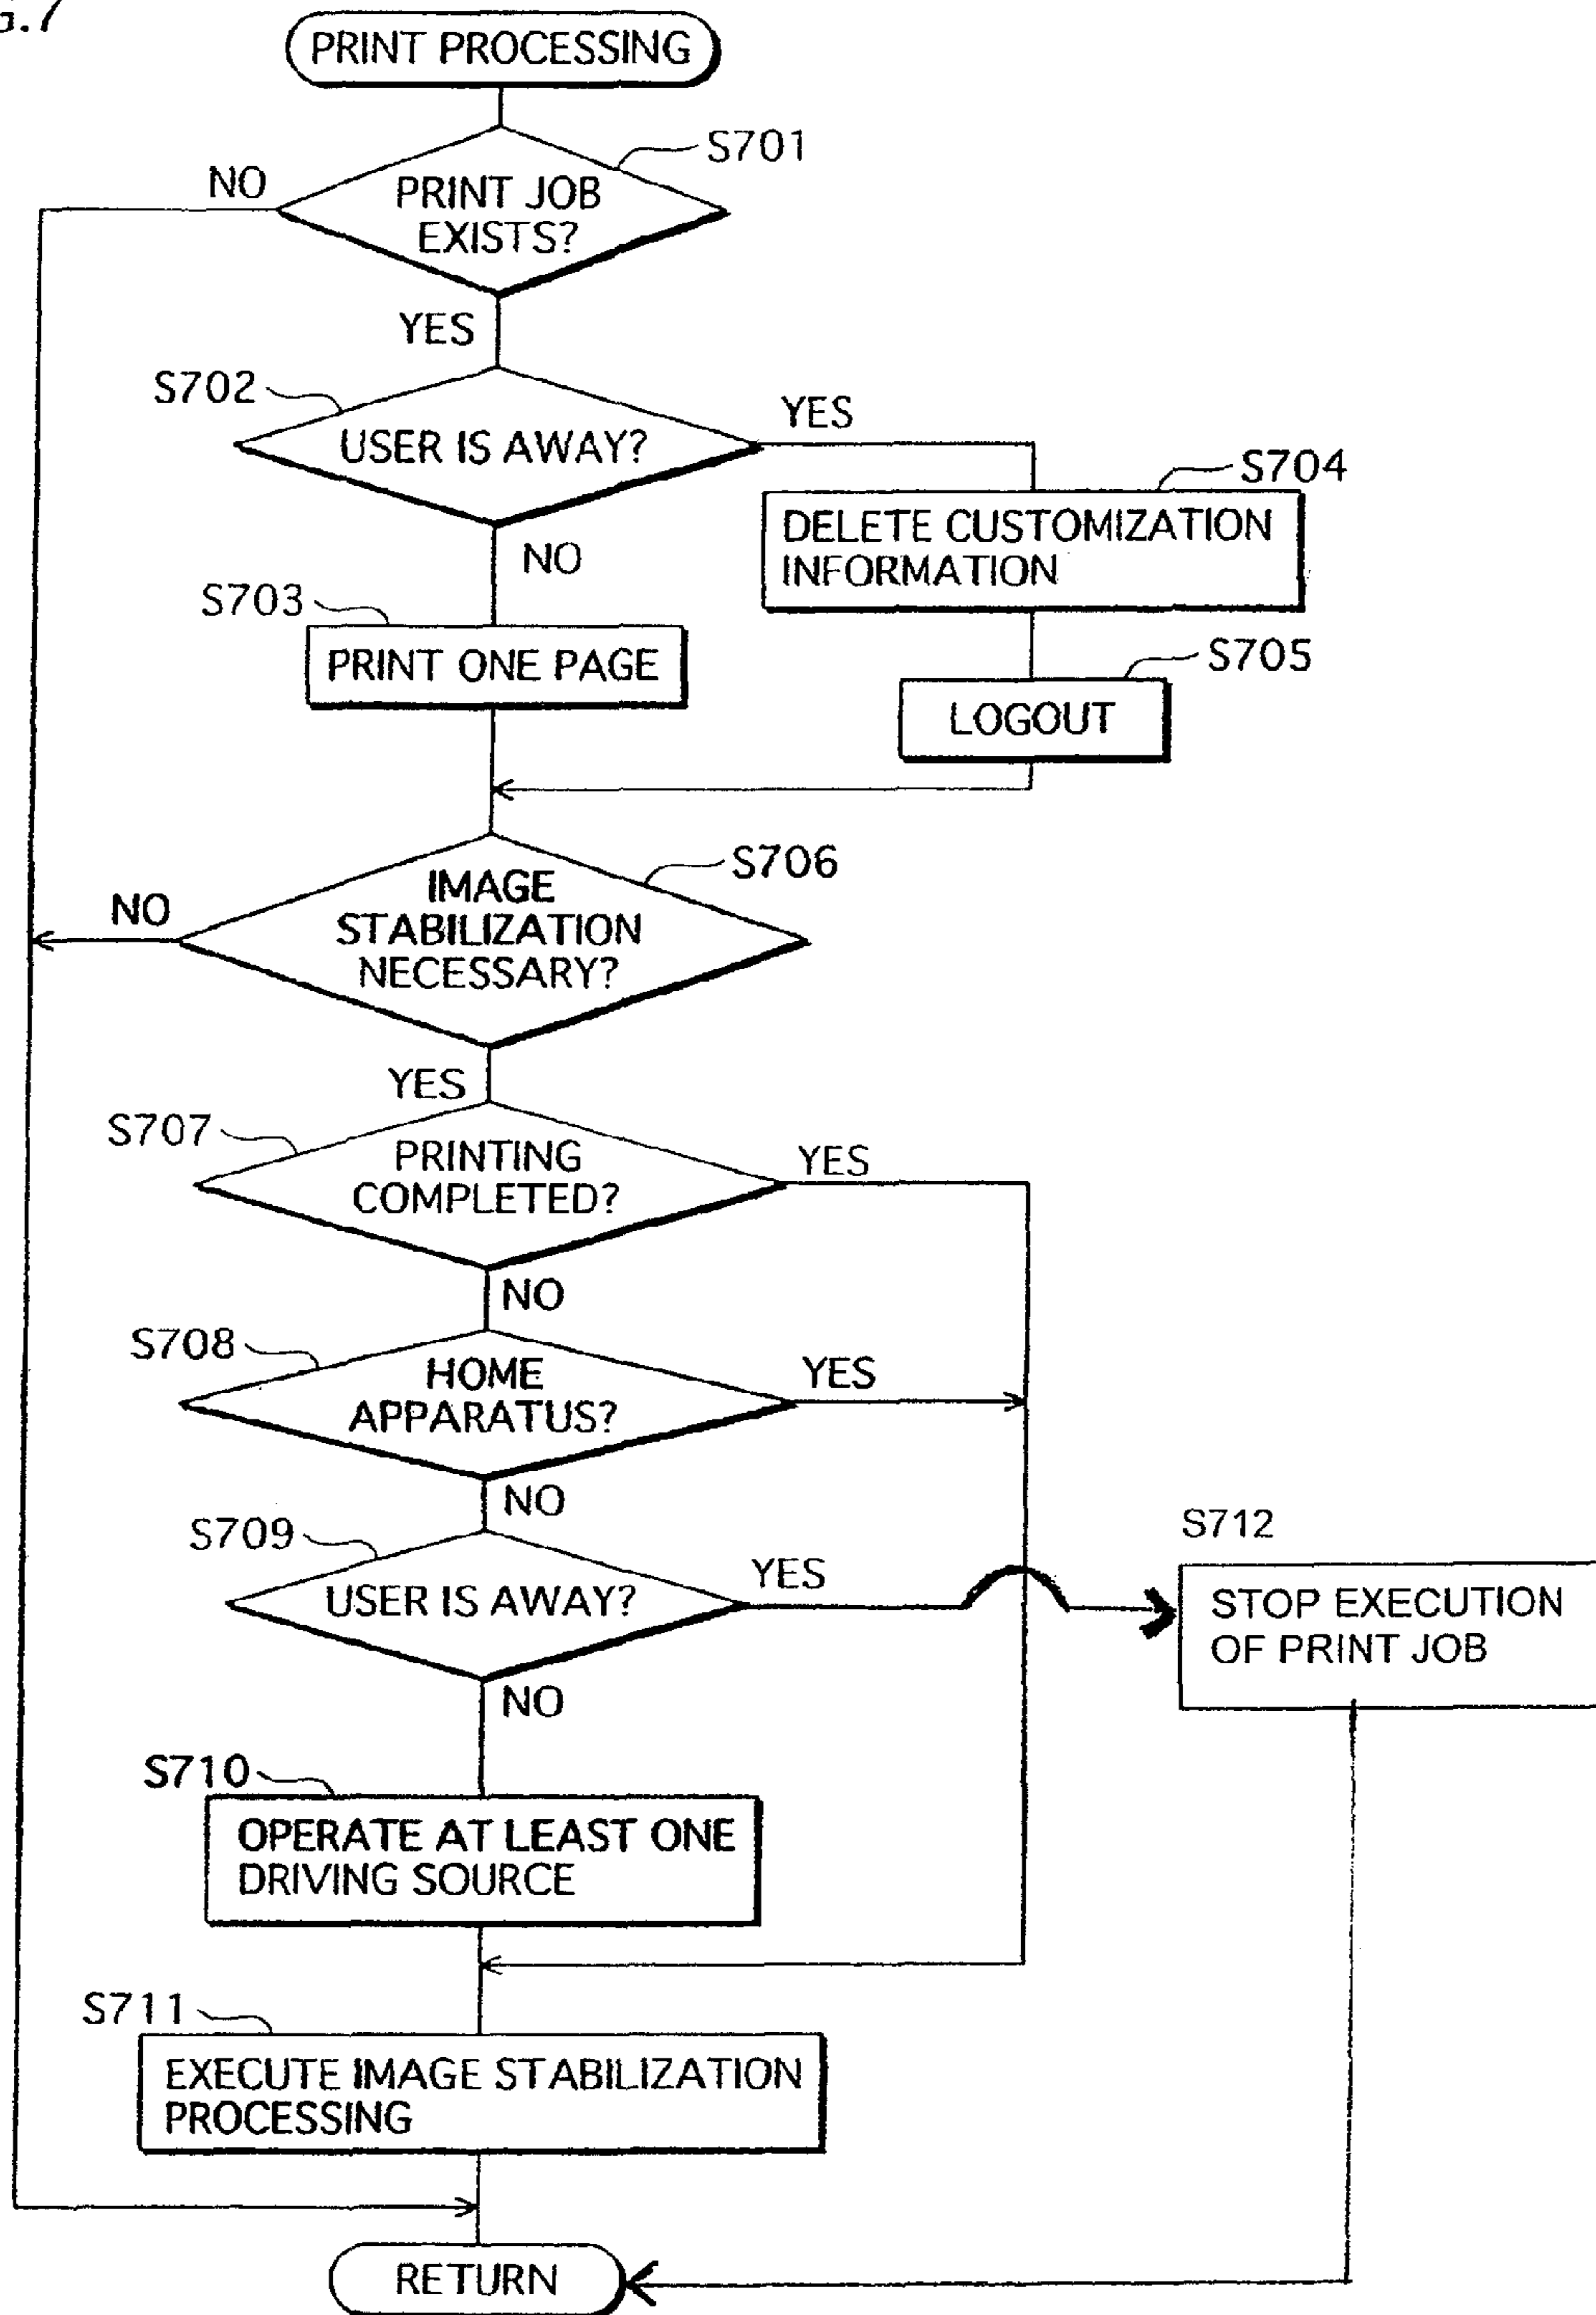 G.7
PRINT PROCESSING
S701
NO
PRINT JOB
EXISTS?
YES
S702
YES
USER IS AWAY?
S704
DELETE CUSTOMIZATION
INFORMATION
NO
S703
PRINT ONE PAGE
S705
LOGOUT
S706
IMAGE
STABILIZATION
NECESSARY?
NO
YES
S707
PRINTING
COMPLETED?
YES
NO
S708
HOME
APPARATUS?
YES
NO
S709
USER IS AWAY?
YES
S712
STOP EXECUTION
OF PRINT JOB
NO
S710
OPERATE AT LEAST ONE
DRIVING SOURCE
S711
EXECUTE IMAGE STABILIZATION
PROCESSING
RETURN